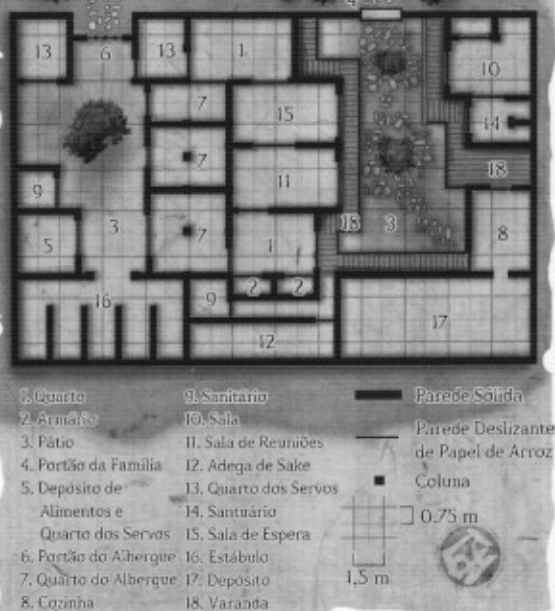 4
13
6
13
1
10
7
15
14
7
11
18
9
5
3
7
1
18
3
8
16
9
2
2
12
17
1. Quarto
2. Armário
3. Pátio
4. Portão da Família
5. Depósito de
Alimentos e
Quarto dos Servos
6. Portão do Albergue
7. Quarto do Albergue
8. Cozinha
9. Sanitário
10. Sala
11. Sala de Reuniões
12. Adega de Sake
13. Quarto dos Servos
14. Santuário
15. Sala de Espera
16. Estábulo
17. Depósito
18. Varanda
Parede Sólida
Parede Deslizante
de Papel de Arroz
Coluna
0.75 m
1,5 m